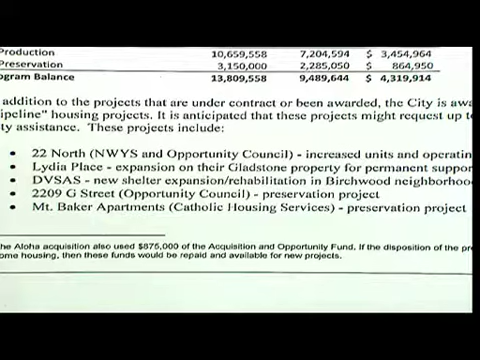 Production 10,659,558 7,204,594 $ 3,454,964
Preservation 3,150,000 2,285,050 $ 864,950
ogram Balance 13,809,558 9,489,644 $ 4,319,914
addition to the projects that are under contract or been awarded, the City is awa
ipeline" housing projects. It is anticipated that these projects might request up t
ty assistance. These projects include:
• 22 North (NWYS and Opportunity Council) - increased units and operatin
• Lydia Place - expansion on their Gladstone property for permanent suppor
• DVSAS - new shelter expansion/rehabilitation in Birchwood neighborhoo
• 2209 G Street (Opportunity Council) - preservation project
• Mt. Baker Apartments (Catholic Housing Services) - preservation project
he Aloha acquisition also used $875,000 of the Acquisition and Opportunity Fund. If the disposition of the pr
ome housing, then these funds would be repaid and available for new projects.